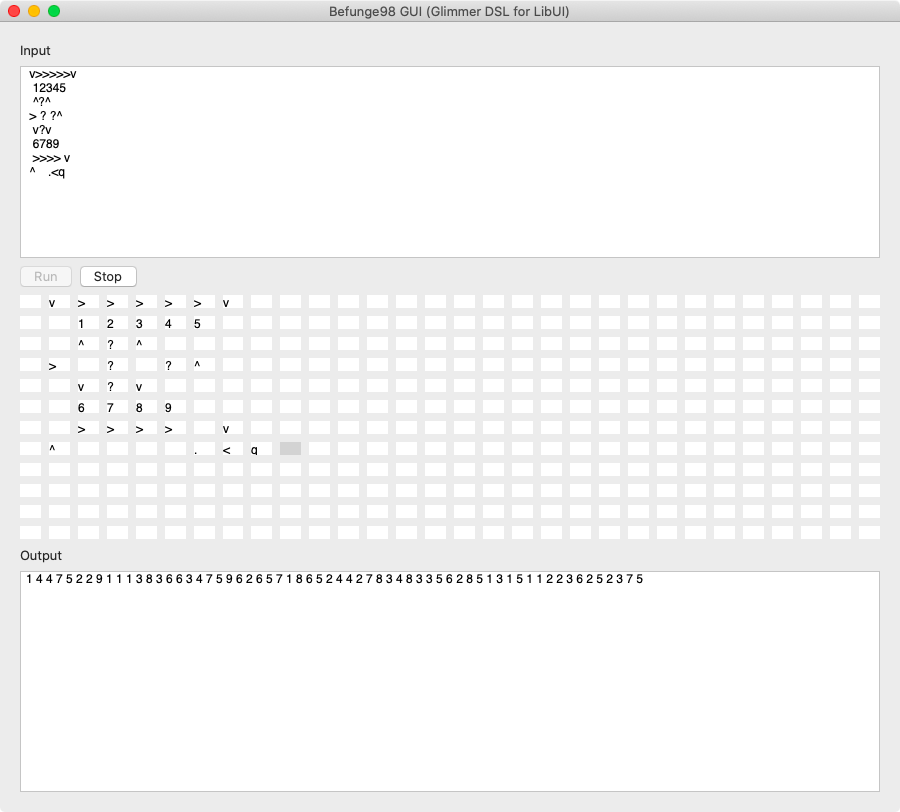 Befunge98 GUI (Glimmer DSL for LibUI)
Input
v>>>>>v
 12345
 ^?^
> ? ?^
 v?v
 6789
 >>>> v
^    .<q
Run Stop
v > > > > > v
1 2 3 4 5
^ ? ^
> ? ? ^
v ? v
6 7 8 9
> > > > v
^ . < q
Output
1 4 4 7 5 2 2 9 1 1 1 3 8 3 6 6 3 4 7 5 9 6 2 6 5 7 1 8 6 5 2 4 4 2 7 8 3 4 8 3 3 5 6 2 8 5 1 3 1 5 1 1 2 2 3 6 2 5 2 3 7 5